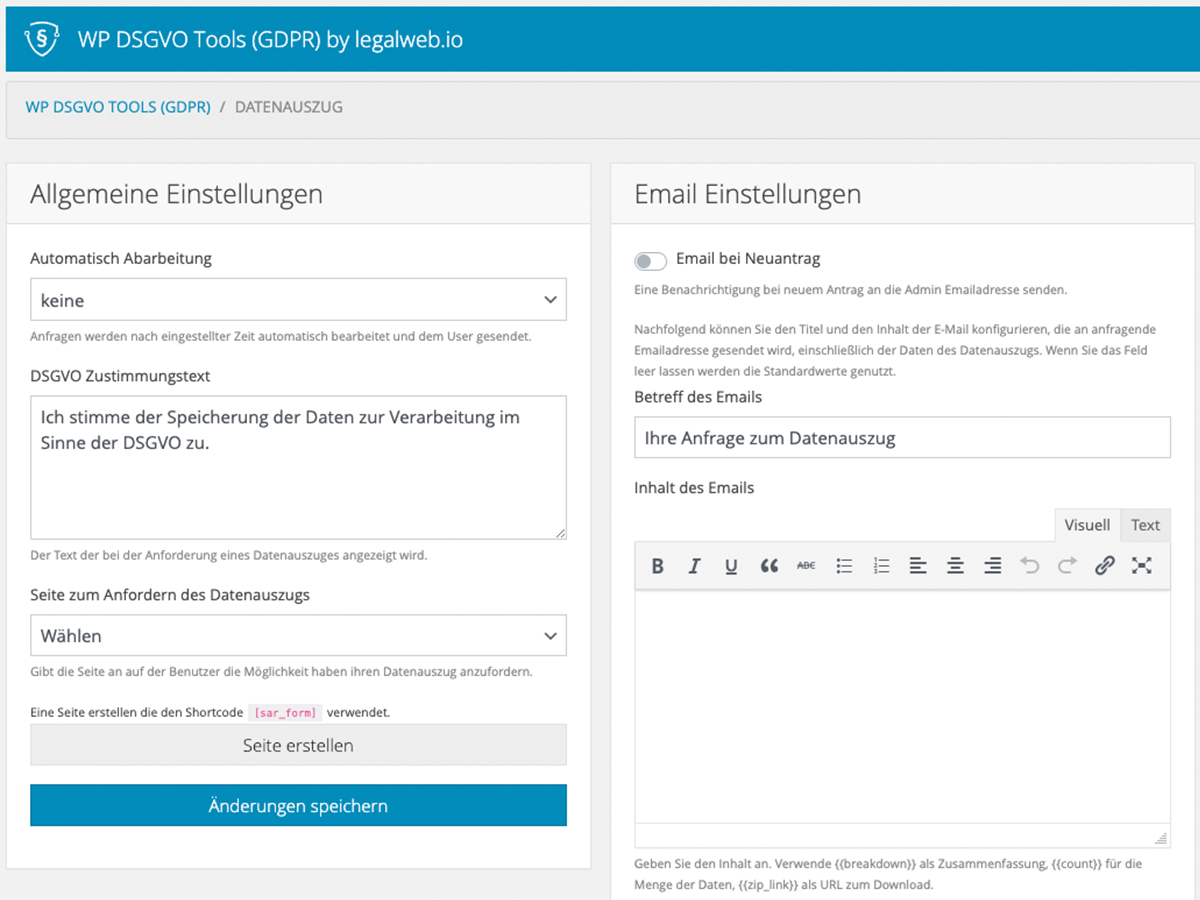 WP DSGVO Tools (GDPR) by legalweb.io
WP DSGVO TOOLS (GDPR) / DATENAUSZUG
Allgemeine Einstellungen
Automatisch Abarbeitung
keine
Anfragen werden nach eingestellter Zeit automatisch bearbeitet und dem User gesendet.
DSGVO Zustimmungstext
Ich stimme der Speicherung der Daten zur Verarbeitung im
Sinne der DSGVO zu.
Der Text der bei der Anforderung eines Datenauszuges angezeigt wird.
Seite zum Anfordern des Datenauszugs
Wählen
Gibt die Seite an auf der Benutzer die Möglichkeit haben ihren Datenauszug anzufordern.
Eine Seite erstellen die den Shortcode [sar_form] verwendet.
Seite erstellen
Änderungen speichern
Email Einstellungen
Email bei Neuantrag
Eine Benachrichtigung bei neuem Antrag an die Admin Emailadresse senden.
Nachfolgend können Sie den Titel und den Inhalt der E-Mail konfigurieren, die an anfragende
Emailadresse gesendet wird, einschließlich der Daten des Datenauszugs. Wenn Sie das Feld
leer lassen werden die Standardwerte genutzt.
Betreff des Emails
Ihre Anfrage zum Datenauszug
Inhalt des Emails
Visuell Text
B I U ABC
Geben Sie den Inhalt an. Verwende {{breakdown}} als Zusammenfassung, {{count}} für die
Menge der Daten, {{zip_link}} als URL zum Download.